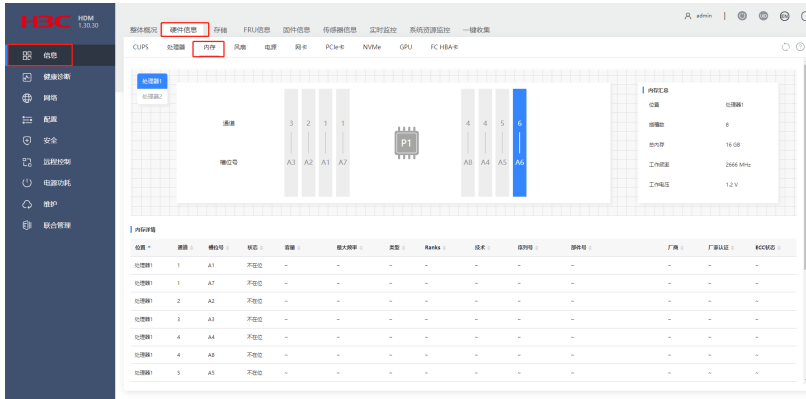 H3C HDM 1.30.30
admin
整体概况 硬件信息 存储 FRU信息 固件信息 传感器信息 实时监控 系统资源监控 一键收集
CUPS 处理器 内存 风扇 电源 网卡 PCIe卡 NVMe GPU FC HBA卡
信息
健康诊断
网络
配置
安全
远程控制
电源功耗
维护
联合管理
处理器1
处理器2
通道 3 2 1 1 4 4 5 6
P1
槽位号 A3 A2 A1 A7 A8 A4 A5 A6
内存汇总
位置 处理器1
插槽数 8
总内存 16 GB
工作频率 2666 MHz
工作电压 1.2 V
内存详情
位置 通道 槽位号 状态 容量 最大频率 类型 Ranks 技术 序列号 部件号 厂商 厂家认证 ECC状态
处理器1 1 A1 不在位 - - - - - - - - - -
处理器1 1 A7 不在位 - - - - - - - - - -
处理器1 2 A2 不在位 - - - - - - - - - -
处理器1 3 A3 不在位 - - - - - - - - - -
处理器1 4 A4 不在位 - - - - - - - - - -
处理器1 4 A8 不在位 - - - - - - - - - -
处理器1 5 A5 不在位 - - - - - - - - - -